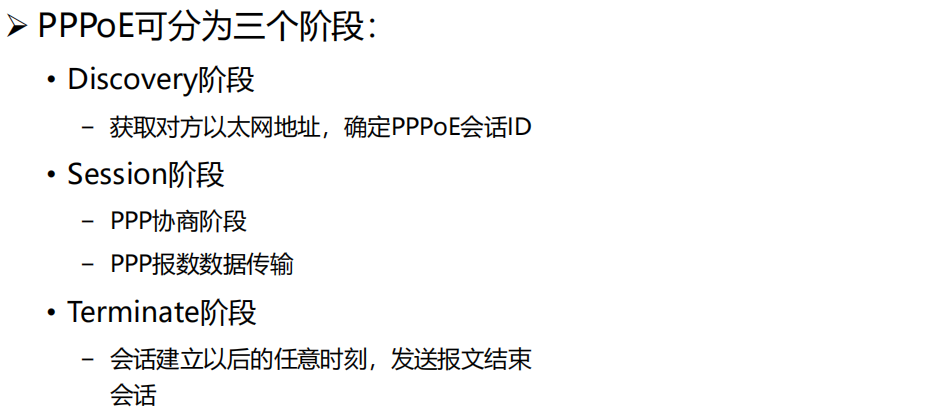 ➢ PPPoE可分为三个阶段：
• Discovery阶段
– 获取对方以太网地址，确定PPPoE会话ID
• Session阶段
– PPP协商阶段
– PPP报数数据传输
• Terminate阶段
– 会话建立以后的任意时刻，发送报文结束
会话